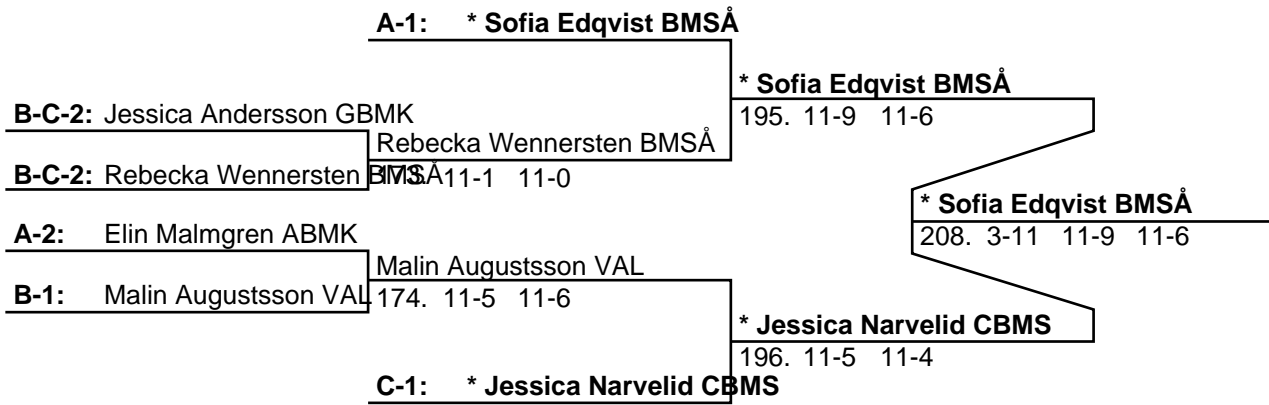 A-1: * Sofia Edqvist BMSÅ
* Sofia Edqvist BMSÅ
195. 11-9 11-6
B-C-2: Jessica Andersson GBMK
Rebecka Wennersten BMSÅ
B-C-2: Rebecka Wennersten BMSÅ
173. 11-1 11-0
* Sofia Edqvist BMSÅ
208. 3-11 11-9 11-6
A-2: Elin Malmgren ABMK
Malin Augustsson VAL
B-1: Malin Augustsson VAL
174. 11-5 11-6
* Jessica Narvelid CBMS
196. 11-5 11-4
C-1: * Jessica Narvelid CBMS